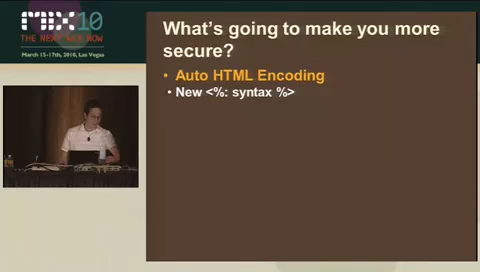 MIX10
THE NEXT WEB NOW
March 15-17th, 2010, Las Vegas
What's going to make you more
secure?
• Auto HTML Encoding
• New <%: syntax %>